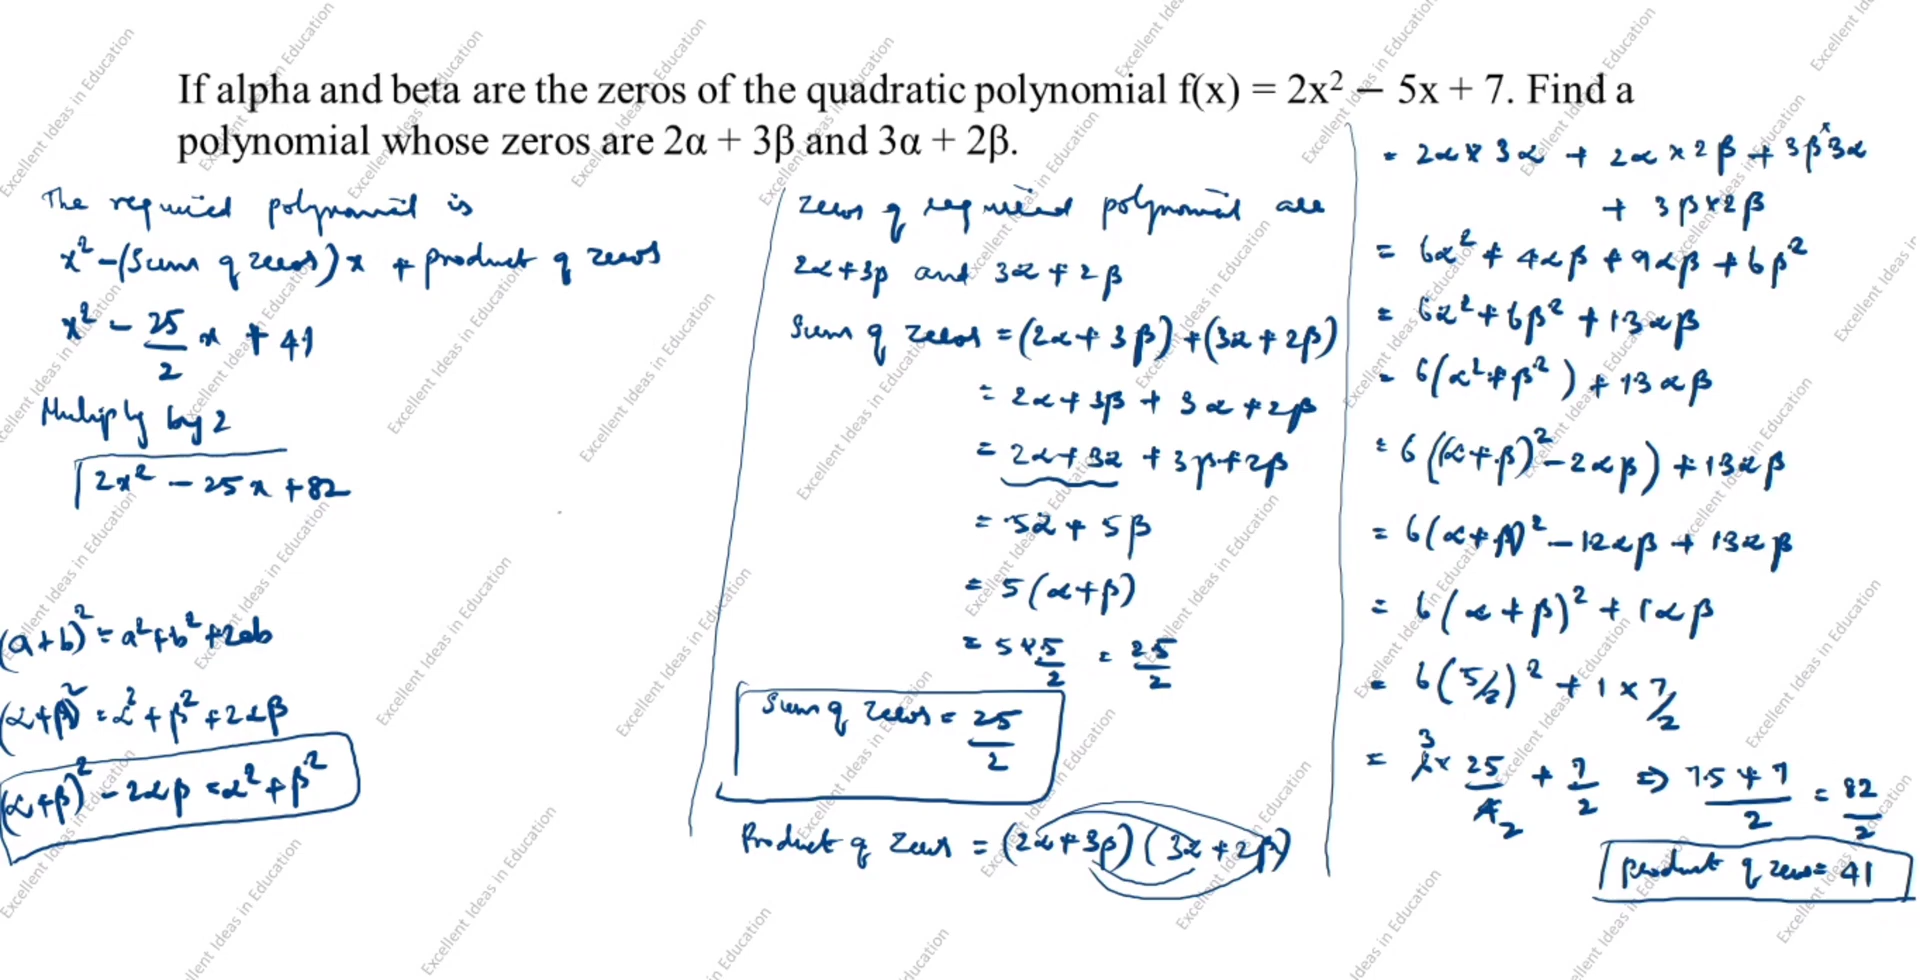 If alpha and beta are the zeros of the quadratic polynomial f(x) = 2x² – 5x + 7. Find a
polynomial whose zeros are 2α + 3β and 3α + 2β.
The required polynomial is
x² -(Sum of zeros)x + product of zeros
x² - 25/2 x + 41
Multiply by 2
2x² - 25x + 82
(a+b)² = a²+b²+2ab
(α+β)² = α²+β²+2αβ
(α+β)² - 2αβ = α²+β²
Zeros of required polynomial are
2α+3β and 3α+2β
Sum of zeros = (2α+3β)+(3α+2β)
= 2α+3β + 3α+2β
= 2α+3α + 3β+2β
= 5α + 5β
= 5(α+β)
= 5×5/2 = 25/2
Sum of zeros = 25/2
Product of zeros = (2α+3β)(3α+2β)
= 2α×3α + 2α×2β + 3β×3α
+ 3β×2β
= 6α² + 4αβ + 9αβ + 6β²
= 6α²+6β² + 13αβ
= 6(α²+β²) + 13αβ
= 6((α+β)²-2αβ) + 13αβ
= 6(α+β)² - 12αβ + 13αβ
= 6(α+β)² + 1αβ
= 6(5/2)² + 1×7/2
= 6 3 × 25/4 2 + 7/2 ⇒ 75+7/2 = 82/2
product of zeros = 41
Excellent Ideas in Education